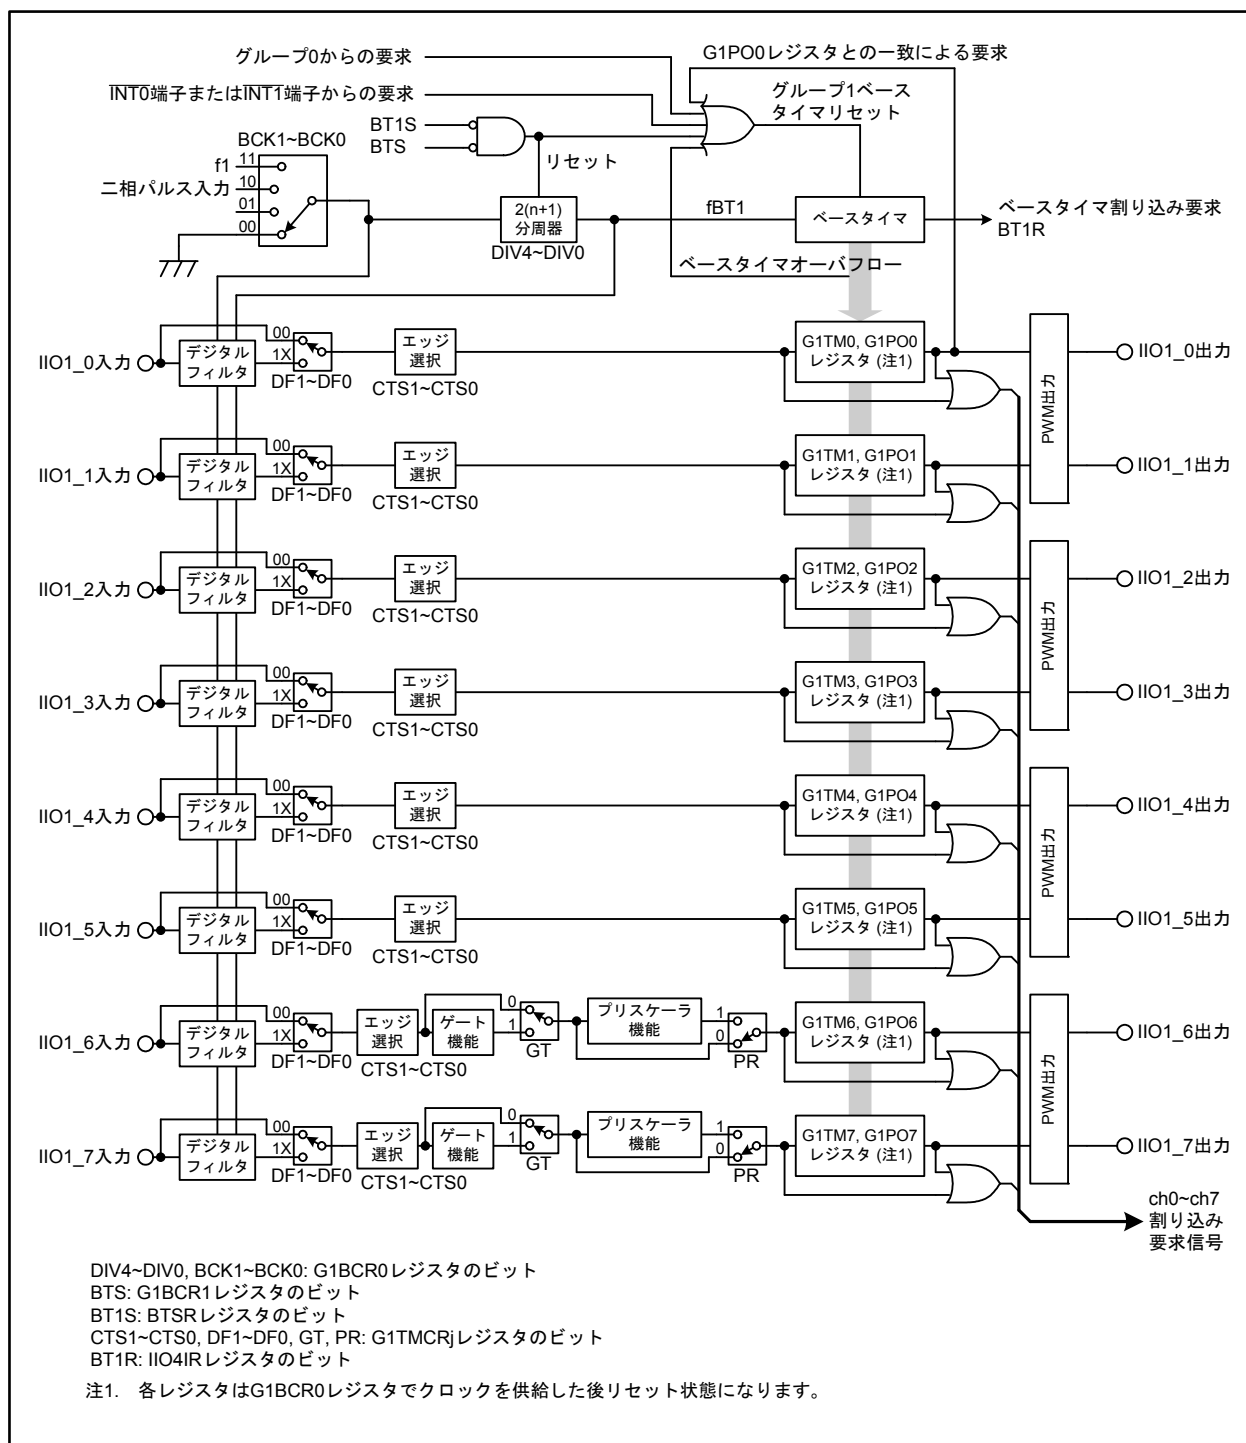 グループ0からの要求
G1PO0レジスタとの一致による要求
INT0端子またはINT1端子からの要求
グループ1ベース
タイマリセット
BT1S
BTS
BCK1~BCK0
リセット
f1
11
二相パルス入力
10
01
00
2(n+1)
分周器
DIV4~DIV0
fBT1
ベースタイマ
ベースタイマ割り込み要求
BT1R
ベースタイマオーバフロー
IIO1_0入力
デジタル
フィルタ
00
1X
DF1~DF0
エッジ
選択
CTS1~CTS0
G1TM0, G1PO0
レジスタ (注1)
PWM出力
IIO1_0出力
IIO1_1入力
デジタル
フィルタ
00
1X
DF1~DF0
エッジ
選択
CTS1~CTS0
G1TM1, G1PO1
レジスタ (注1)
IIO1_1出力
IIO1_2入力
デジタル
フィルタ
00
1X
DF1~DF0
エッジ
選択
CTS1~CTS0
G1TM2, G1PO2
レジスタ (注1)
PWM出力
IIO1_2出力
IIO1_3入力
デジタル
フィルタ
00
1X
DF1~DF0
エッジ
選択
CTS1~CTS0
G1TM3, G1PO3
レジスタ (注1)
IIO1_3出力
IIO1_4入力
デジタル
フィルタ
00
1X
DF1~DF0
エッジ
選択
CTS1~CTS0
G1TM4, G1PO4
レジスタ (注1)
PWM出力
IIO1_4出力
IIO1_5入力
デジタル
フィルタ
00
1X
DF1~DF0
エッジ
選択
CTS1~CTS0
G1TM5, G1PO5
レジスタ (注1)
IIO1_5出力
IIO1_6入力
デジタル
フィルタ
00
1X
DF1~DF0
エッジ
選択
CTS1~CTS0
ゲート
機能
0
1
GT
プリスケーラ
機能
1
0
PR
G1TM6, G1PO6
レジスタ (注1)
PWM出力
IIO1_6出力
IIO1_7入力
デジタル
フィルタ
00
1X
DF1~DF0
エッジ
選択
CTS1~CTS0
ゲート
機能
0
1
GT
プリスケーラ
機能
1
0
PR
G1TM7, G1PO7
レジスタ (注1)
IIO1_7出力
ch0~ch7
割り込み
要求信号
DIV4~DIV0, BCK1~BCK0: G1BCR0レジスタのビット
BTS: G1BCR1レジスタのビット
BT1S: BTSRレジスタのビット
CTS1~CTS0, DF1~DF0, GT, PR: G1TMCRjレジスタのビット
BT1R: IIO4IRレジスタのビット
注1. 各レジスタはG1BCR0レジスタでクロックを供給した後リセット状態になります。